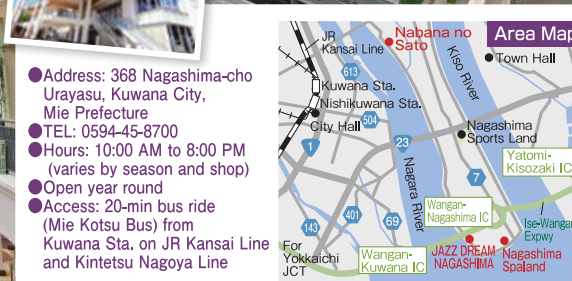 ●Address: 368 Nagashima-cho
Urayasu, Kuwana City,
Mie Prefecture
●TEL: 0594-45-8700
●Hours: 10:00 AM to 8:00 PM
(varies by season and shop)
●Open year round
●Access: 20-min bus ride
(Mie Kotsu Bus) from
Kuwana Sta. on JR Kansai Line
and Kintetsu Nagoya Line
Area Map
JR
Kansai Line
Nabana no
Sato
Kiso River
Town Hall
613
Kuwana Sta.
Nishikuwana Sta.
504
City Hall
1
23
Nagashima
Sports Land
Yatomi-
Kisozaki IC
Nagara River
7
Wangan-
Nagashima IC
401
143
69
Ise-Wangan
Expwy
For
Yokkaichi
JCT
Wangan-
Kuwana IC
JAZZ DREAM
NAGASHIMA
Nagashima
Spaland